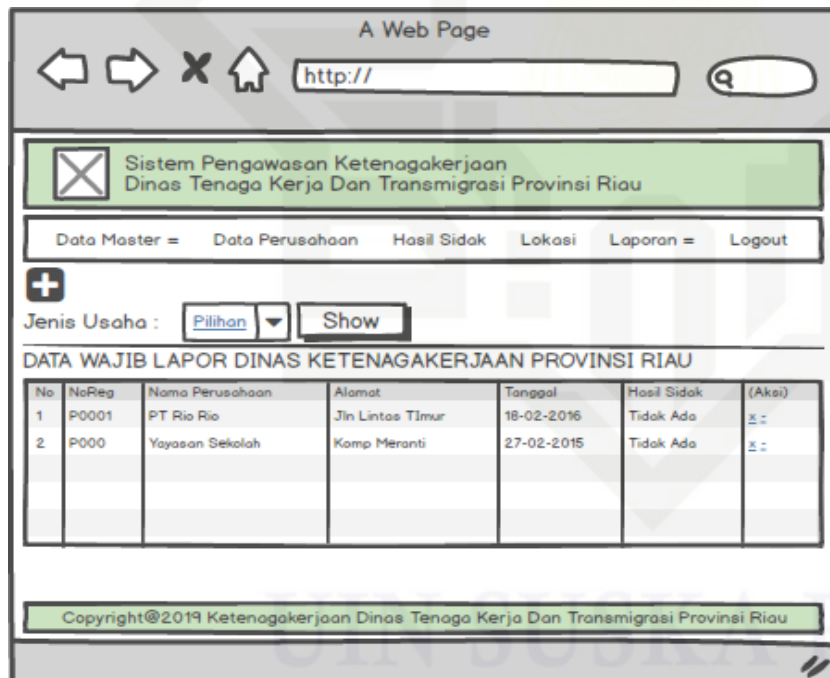 A Web Page
http://
Sistem Pengawasan Ketenagakerjaan
Dinas Tenaga Kerja Dan Transmigrasi Provinsi Riau
Data Master = Data Perusahaan Hasil Sidak Lokasi Laporan = Logout
Jenis Usaha : Pilihan Show
DATA WAJIB LAPOR DINAS KETENAGAKERJAAN PROVINSI RIAU
No NoReg Nama Perusahaan Alamat Tanggal Hasil Sidak (Aksi)
1 P0001 PT Rio Rio Jln Lintas TImur 18-02-2016 Tidak Ada x -
2 P000 Yayasan Sekolah Komp Meranti 27-02-2015 Tidak Ada x -
Copyright@2019 Ketenagakerjaan Dinas Tenaga Kerja Dan Transmigrasi Provinsi Riau
UIN SUSKA